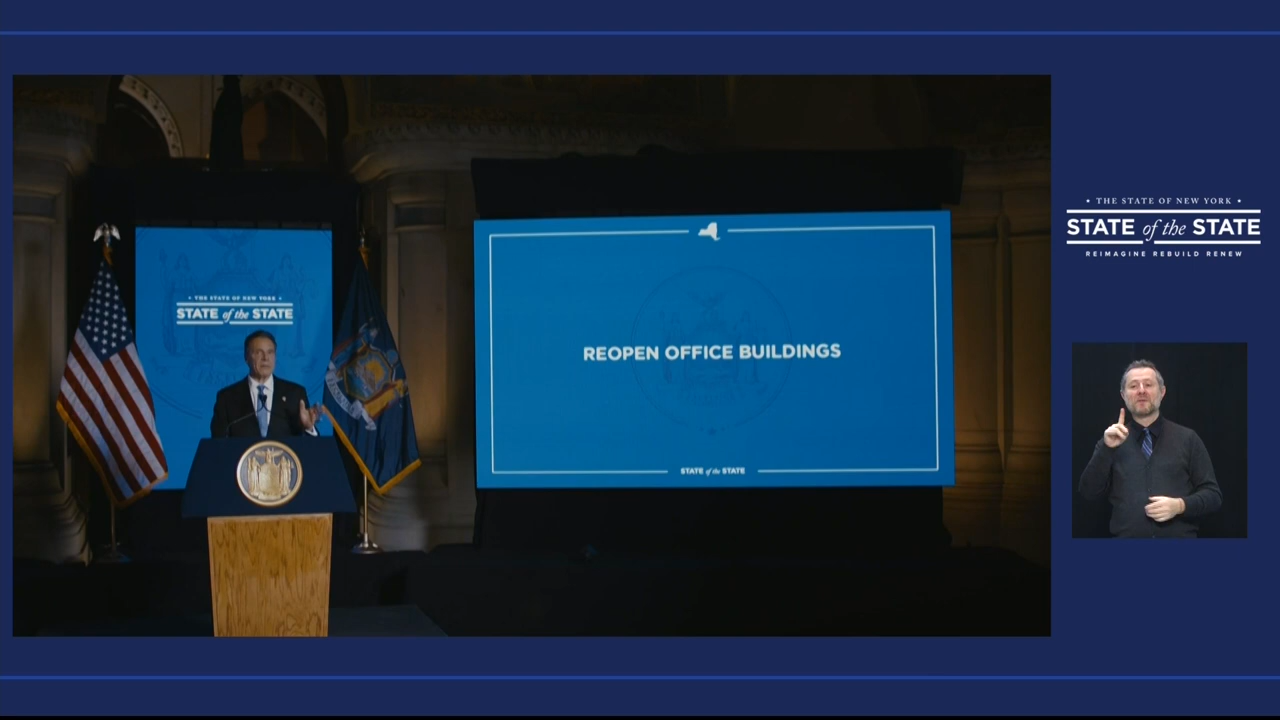 • THE STATE OF NEW YORK •
STATE of the STATE
REOPEN OFFICE BUILDINGS
STATE of the STATE
• THE STATE OF NEW YORK •
STATE of the STATE
REIMAGINE REBUILD RENEW